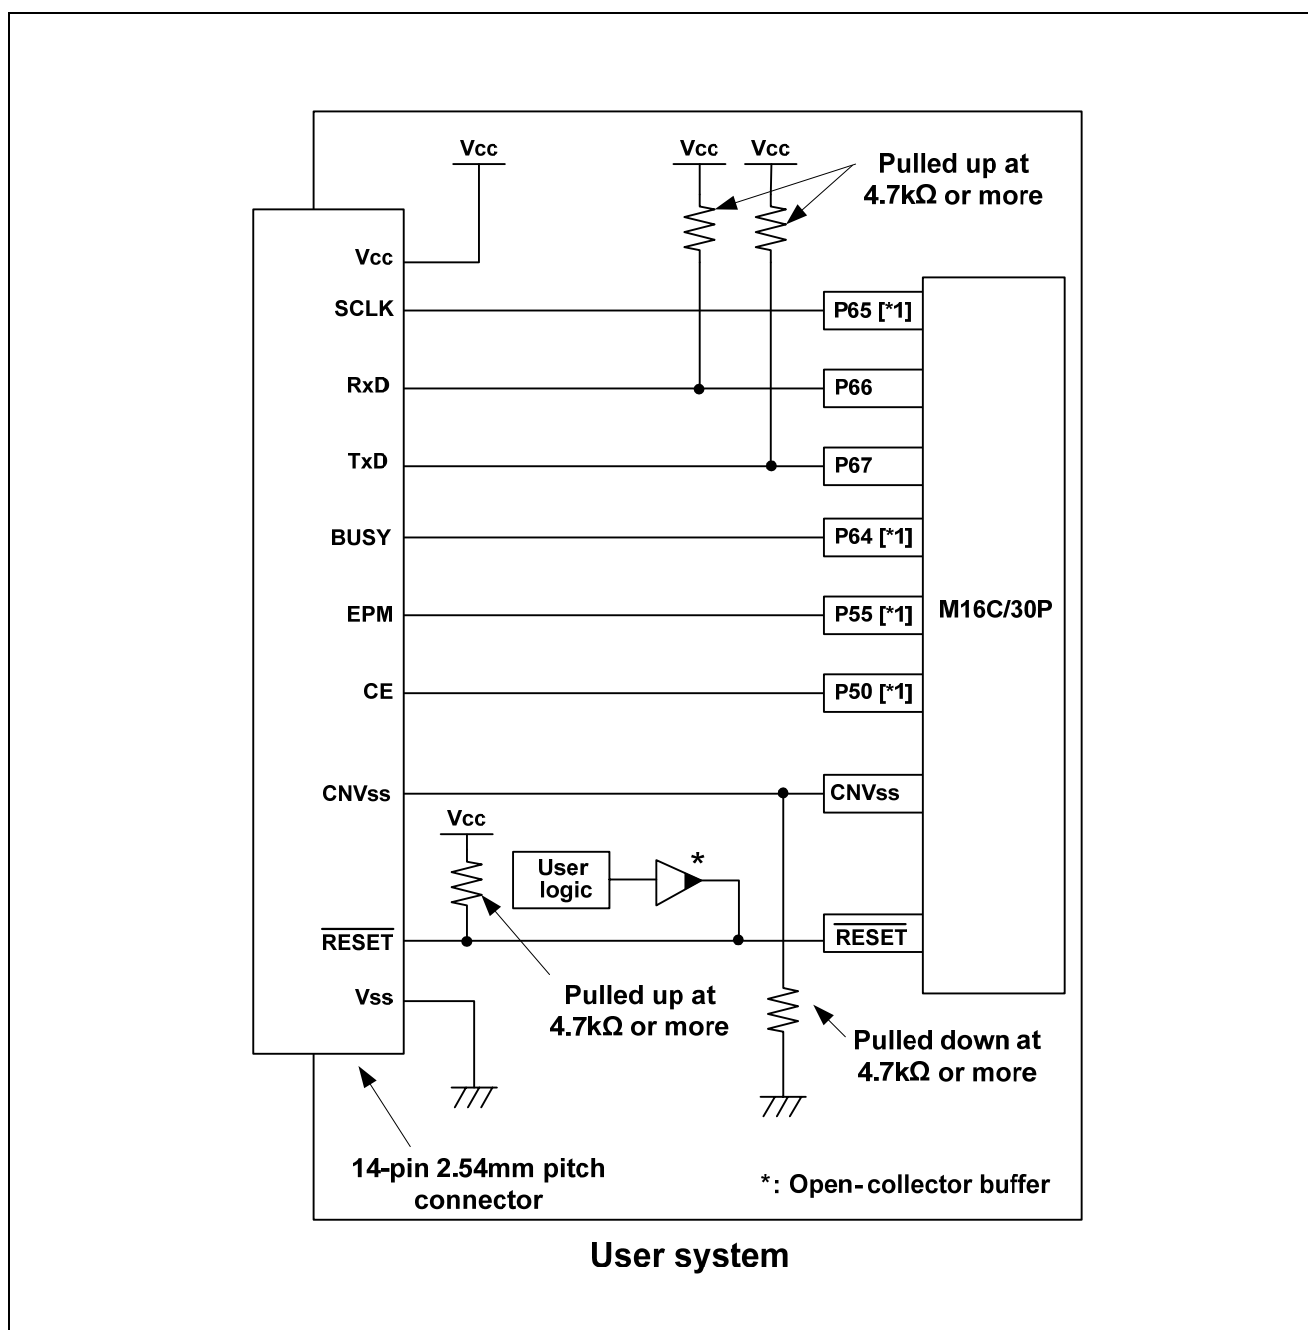 Vcc
Vcc
Vcc
Pulled up at
4.7kΩ or more
Vcc
SCLK
P65 [*1]
RxD
P66
TxD
P67
BUSY
P64 [*1]
EPM
P55 [*1]
M16C/30P
CE
P50 [*1]
CNVss
CNVss
Vcc
User
logic
*
RESET
RESET
Vss
Pulled up at
4.7kΩ or more
Pulled down at
4.7kΩ or more
14-pin 2.54mm pitch
connector
*: Open-collector buffer
User system